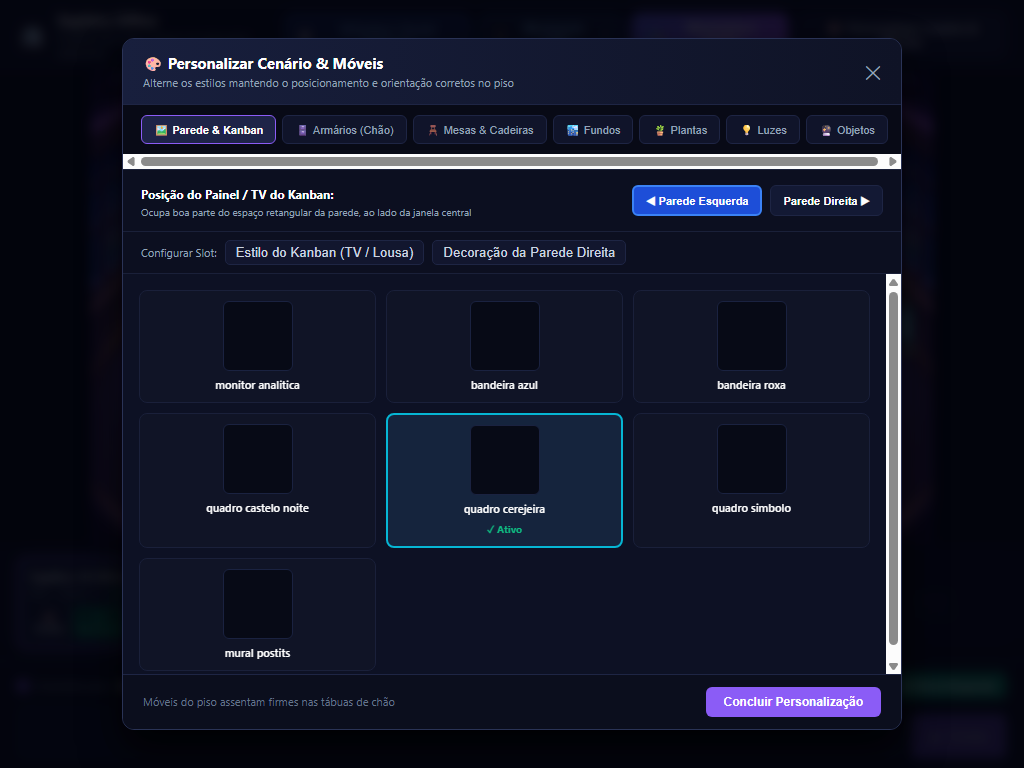 Personalizar Cenário & Móveis
Alterne os estilos mantendo o posicionamento e orientação corretos no piso
Parede & Kanban
Armários (Chão)
Mesas & Cadeiras
Fundos
Plantas
Luzes
Objetos
Posição do Painel / TV do Kanban:
Ocupa boa parte do espaço retangular da parede, ao lado da janela central
◀ Parede Esquerda
Parede Direita ▶
Configurar Slot:
Estilo do Kanban (TV / Lousa)
Decoração da Parede Direita
monitor analitica
bandeira azul
bandeira roxa
quadro castelo noite
quadro cerejeira
✓ Ativo
quadro simbolo
mural postits
Móveis do piso assentam firmes nas tábuas de chão
Concluir Personalização